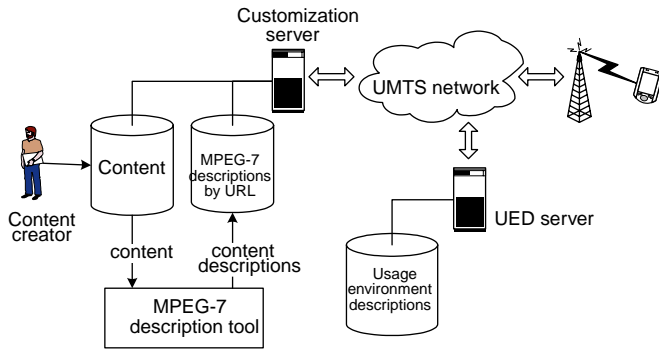 Customization
server
UMTS network
Content
MPEG-7
descriptions
by URL
Content
creator
content
content
descriptions
UED server
Usage
environment
descriptions
MPEG-7
description tool